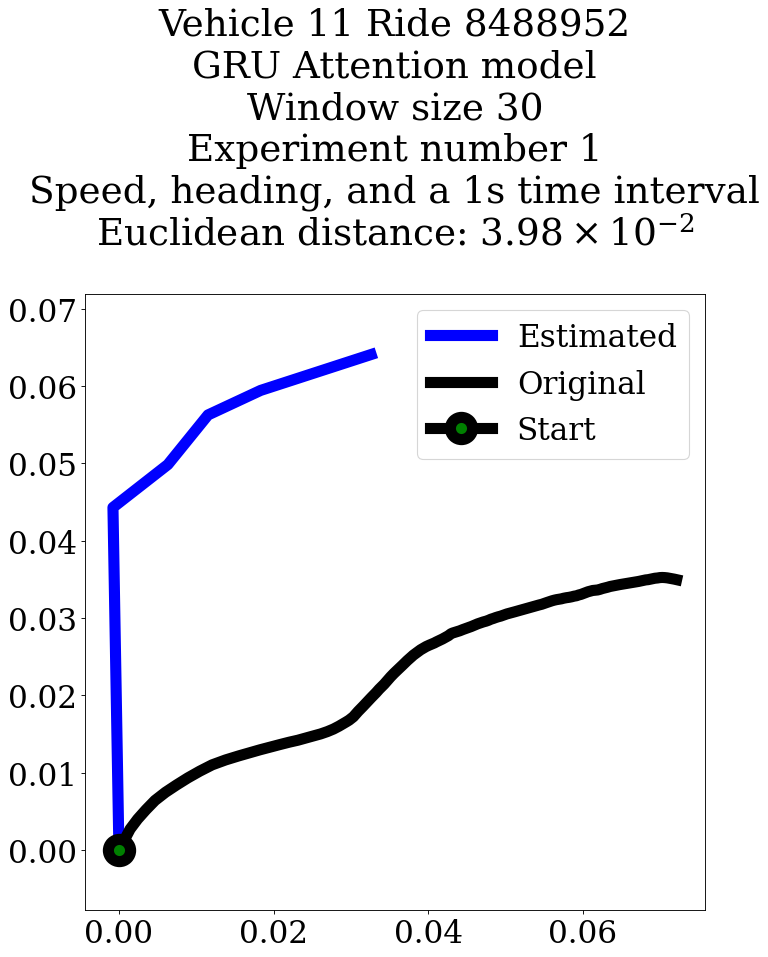 Vehicle 11 Ride 8488952
GRU Attention model
Window size 30
Experiment number 1
Speed, heading, and a 1s time interval
Euclidean distance: 3.98 × 10⁻²
0.07
0.06
0.05
0.04
0.03
0.02
0.01
0.00
Estimated
Original
Start
0.00 0.02 0.04 0.06